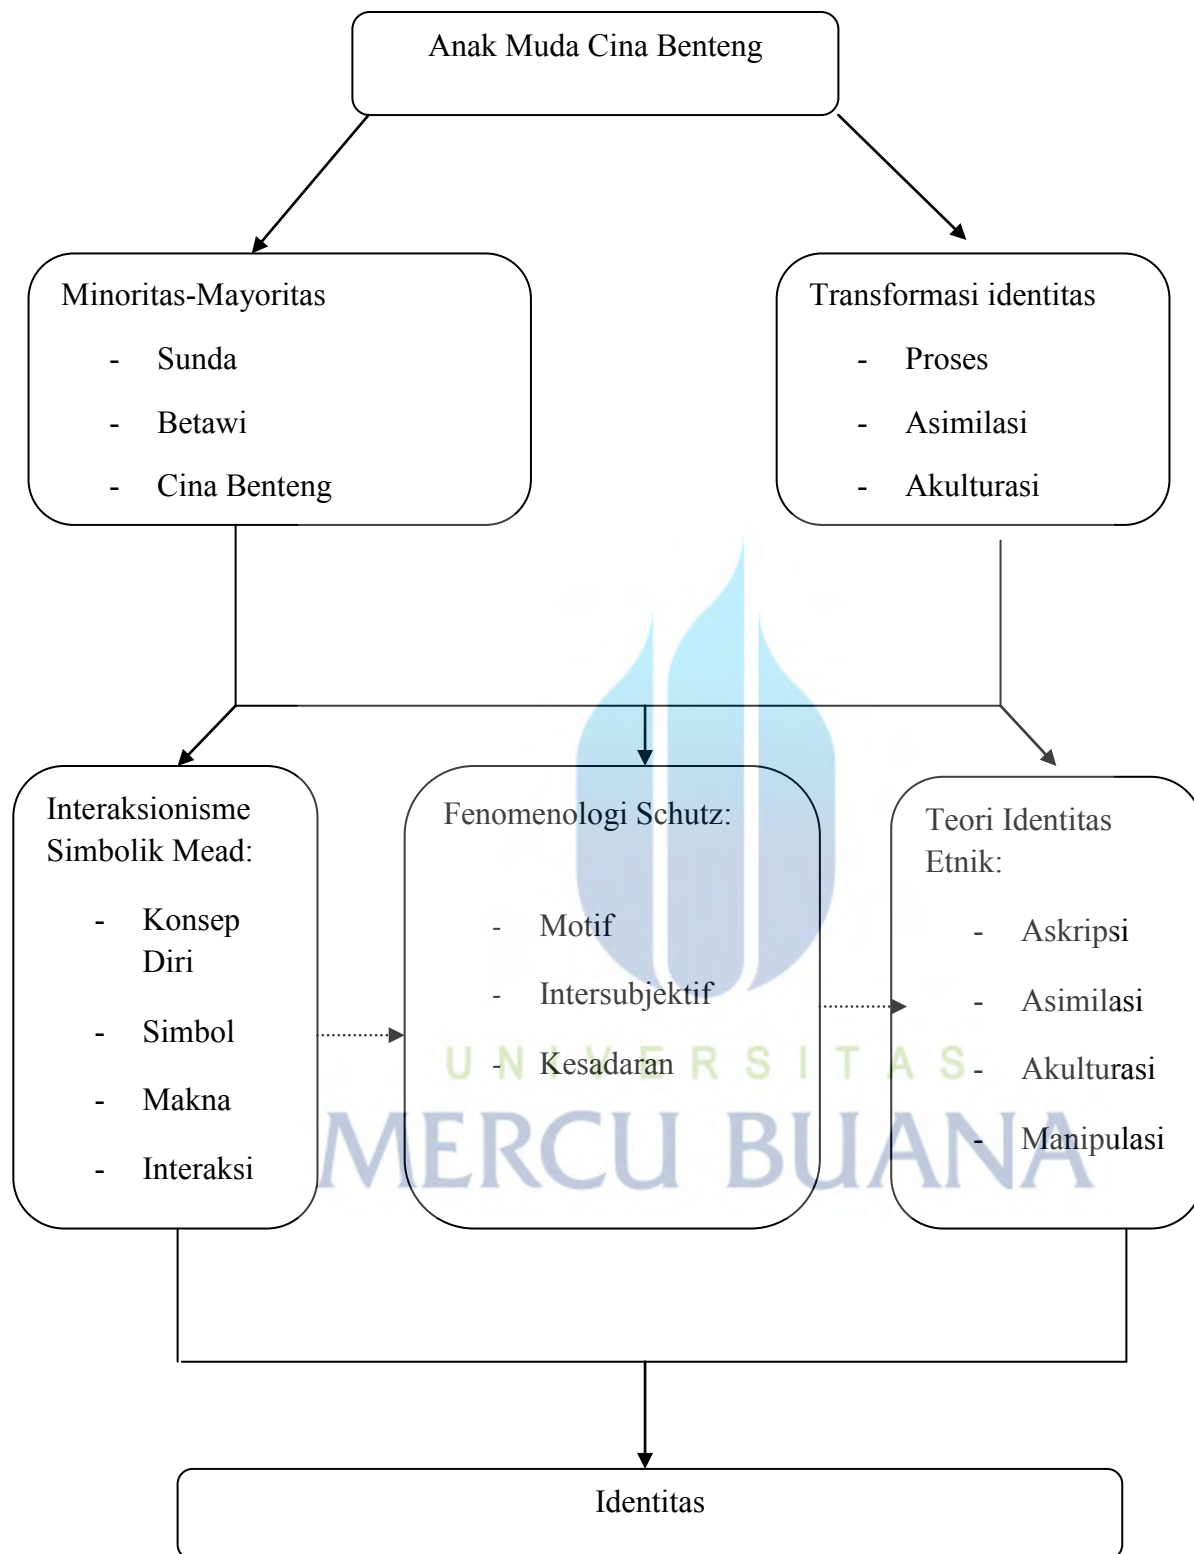 Anak Muda Cina Benteng
Minoritas-Mayoritas
- Sunda
- Betawi
- Cina Benteng
Transformasi identitas
- Proses
- Asimilasi
- Akulturasi
Interaksionisme
Simbolik Mead:
- Konsep
Diri
- Simbol
- Makna
- Interaksi
Fenomenologi Schutz:
- Motif
- Intersubjektif
- Kesadaran
Teori Identitas
Etnik:
- Askripsi
- Asimilasi
- Akulturasi
- Manipulasi
UNIVERSITAS
MERCU BUANA
Identitas